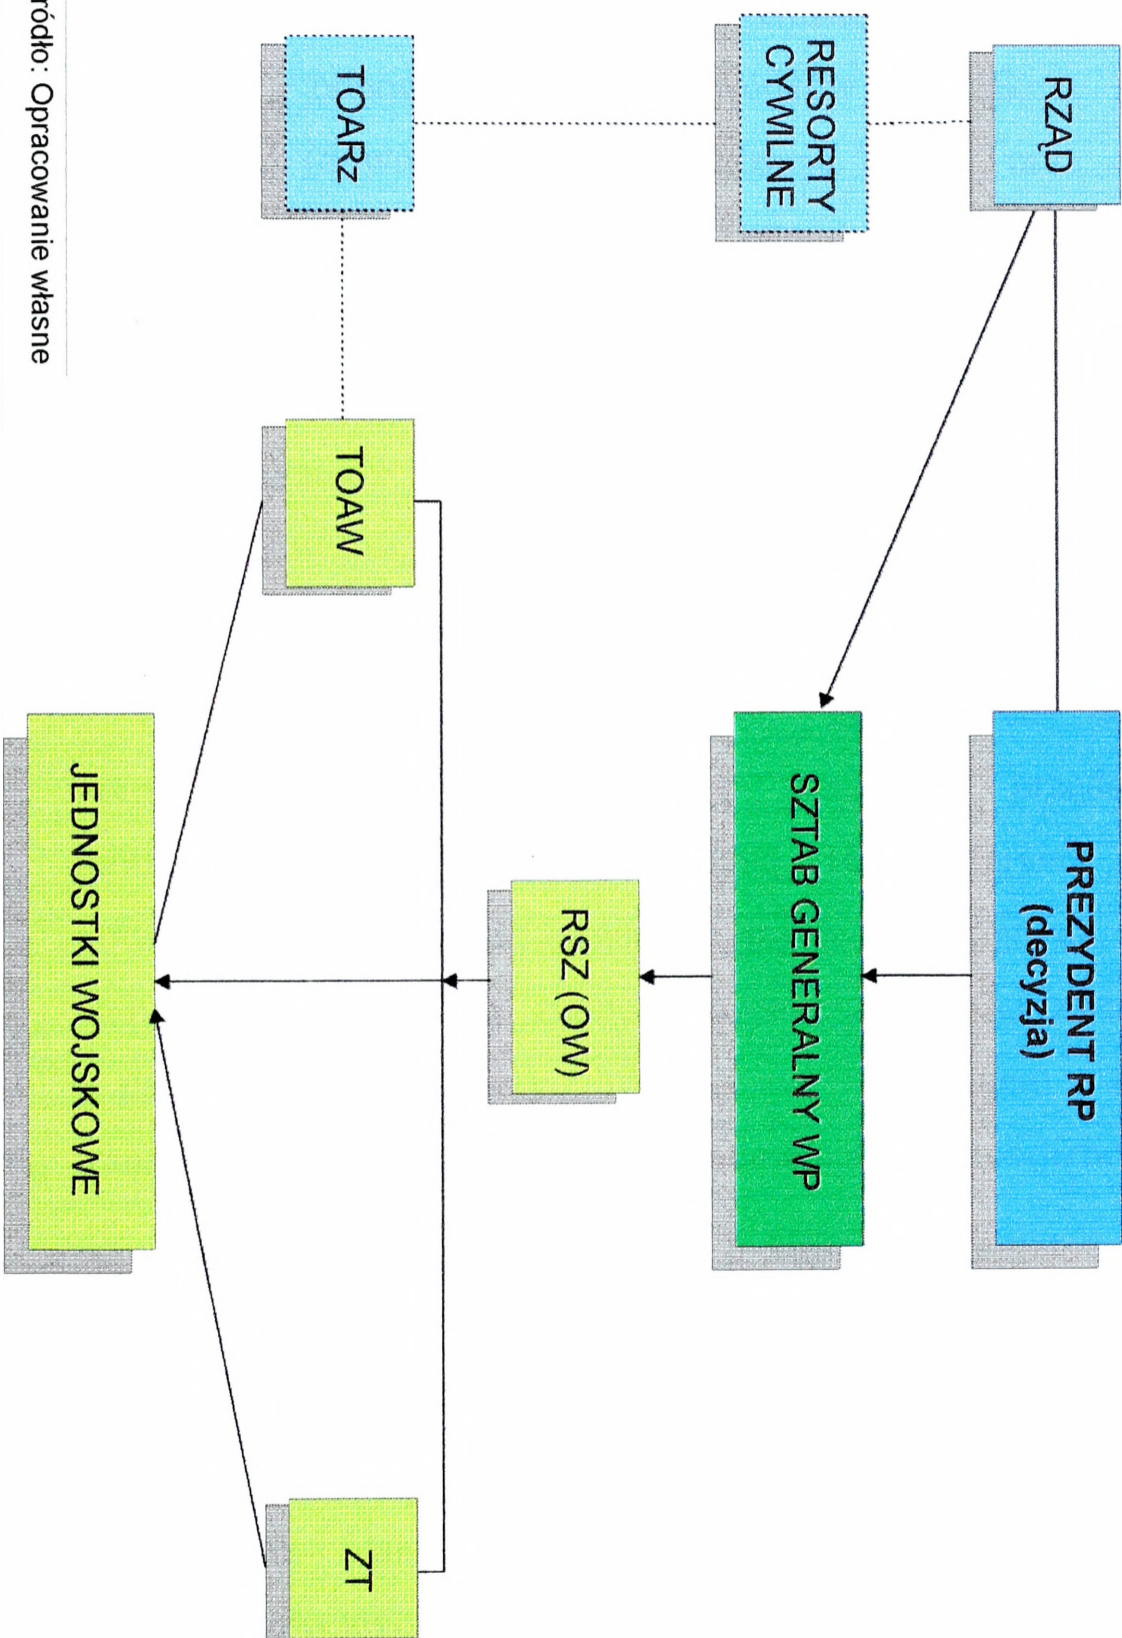 PREZYDENT RP
(decyzja)
RZĄD
RESORTY
CYWILNE
SZTAB GENERALNY WP
RSZ (OW)
TOARz
TOAW
ZT
JEDNOSTKI WOJSKOWE
ródło: Opracowanie własne